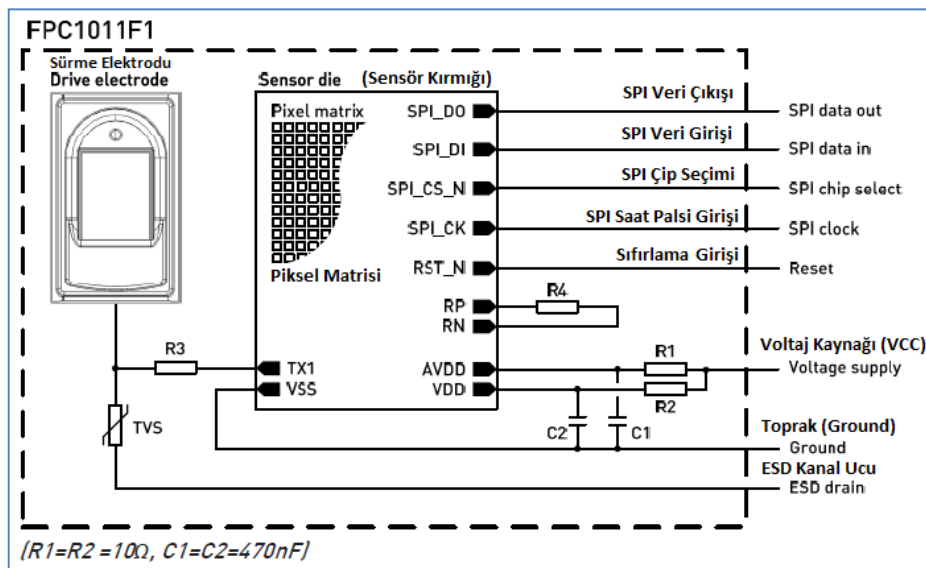 FPC1011F1
Sürme Elektrodu
Drive electrode
Sensor die (Sensör Kırmığı)
Pixel matrix
Piksel Matrisi
SPI_DO
SPI_DI
SPI_CS_N
SPI_CK
RST_N
RP
RN
AVDD
VDD
TX1
VSS
SPI Veri Çıkışı
SPI data out
SPI Veri Girişi
SPI data in
SPI Çip Seçimi
SPI chip select
SPI Saat Palsi Girişi
SPI clock
Sıfırlama Girişi
Reset
R4
R3
R1
R2
C2
C1
TVS
Voltaj Kaynağı (VCC)
Voltage supply
Toprak (Ground)
Ground
ESD Kanal Ucu
ESD drain
(R1=R2 =10Ω, C1=C2=470nF)